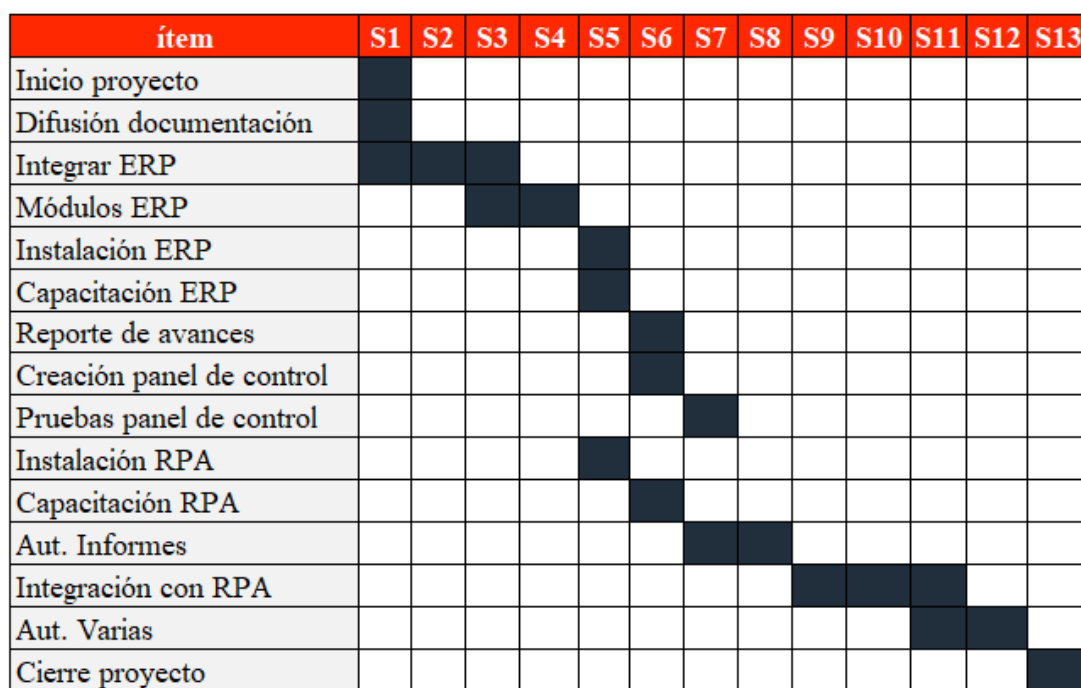 ítem S1 S2 S3 S4 S5 S6 S7 S8 S9 S10 S11 S12 S13
Inicio proyecto
Difusión documentación
Integrar ERP
Módulos ERP
Instalación ERP
Capacitación ERP
Reporte de avances
Creación panel de control
Pruebas panel de control
Instalación RPA
Capacitación RPA
Aut. Informes
Integración con RPA
Aut. Varias
Cierre proyecto